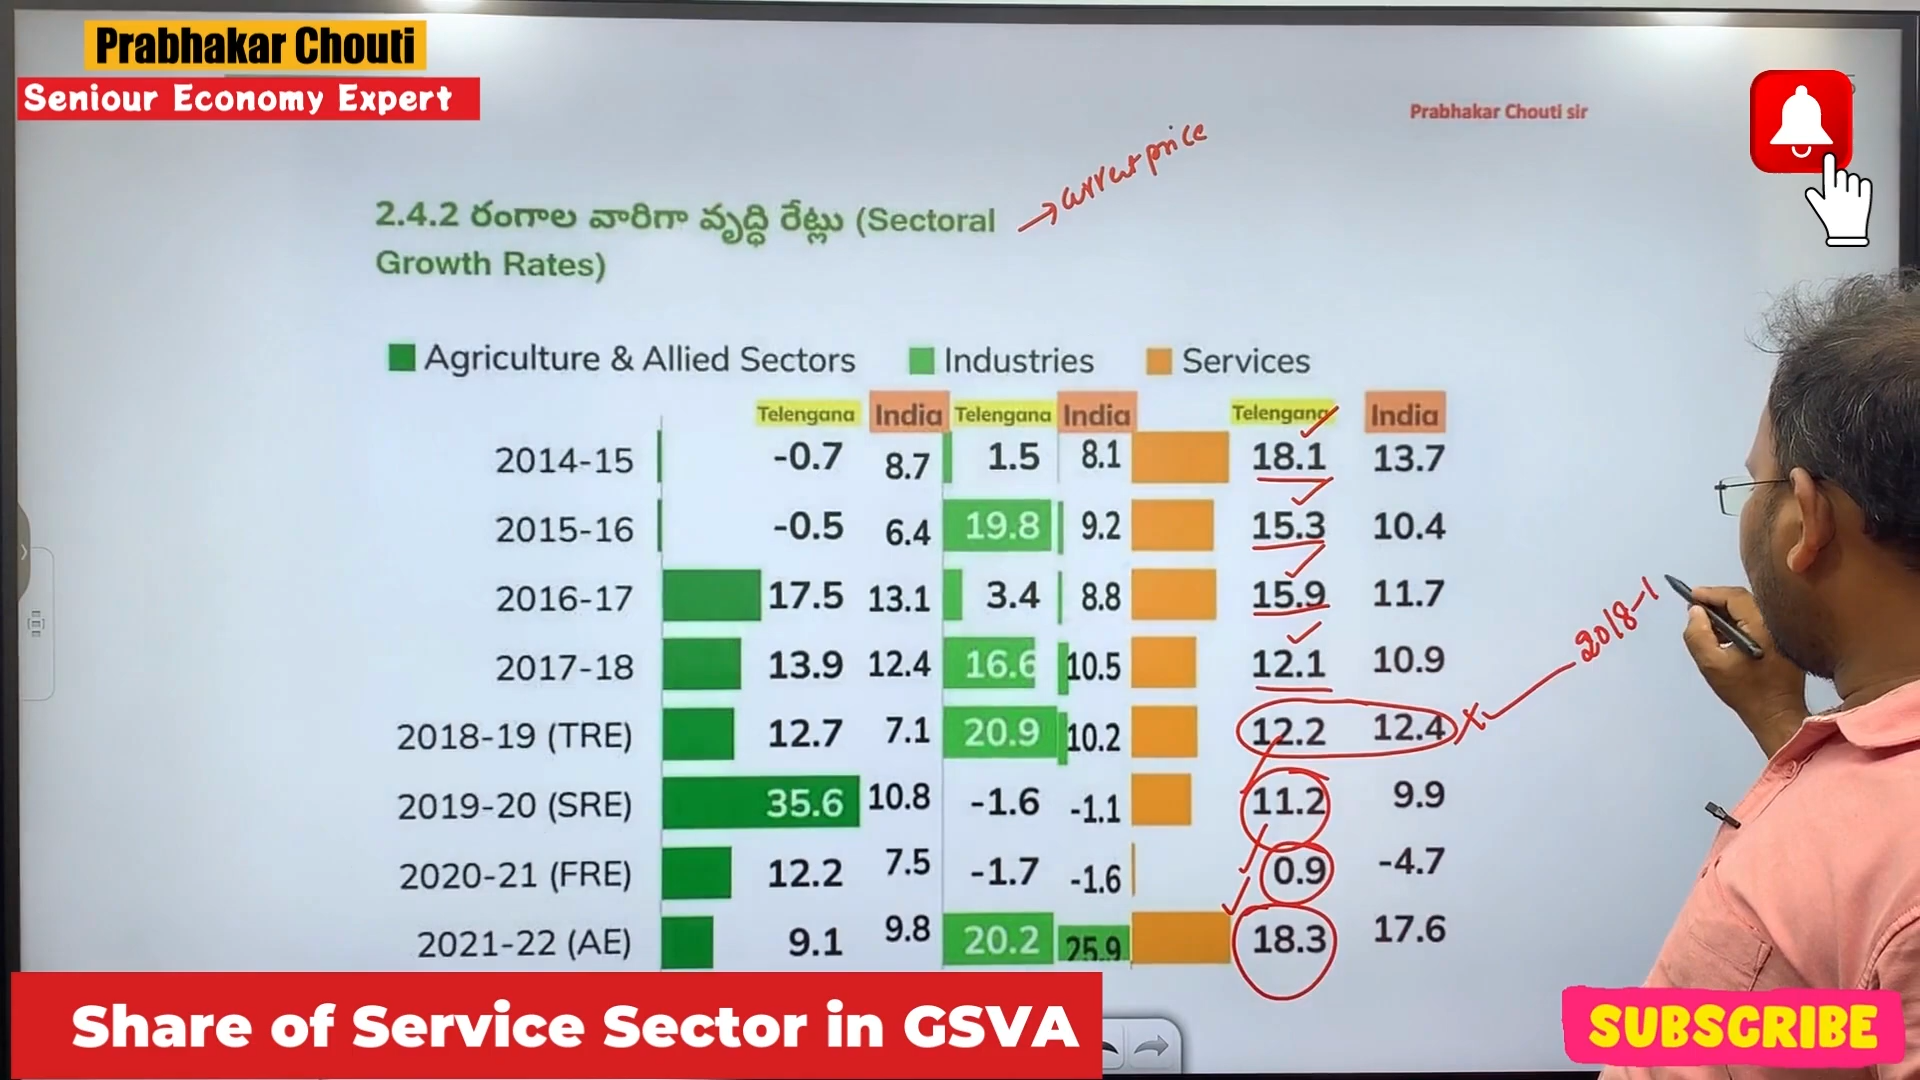 Prabhakar Chouti
Seniour Economy Expert
Prabhakar Chouti sir
→ current price
2.4.2 రంగాల వారిగా వృద్ధి రేట్లు (Sectoral
Growth Rates)
Agriculture & Allied Sectors Industries Services
Telengana India Telengana India Telengana India
2014-15 -0.7 8.7 1.5 8.1 18.1 13.7
2015-16 -0.5 6.4 19.8 9.2 15.3 10.4
2016-17 17.5 13.1 3.4 8.8 15.9 11.7
2017-18 13.9 12.4 16.6 10.5 12.1 10.9
2018-1
2018-19 (TRE) 12.7 7.1 20.9 10.2 12.2 12.4
2019-20 (SRE) 35.6 10.8 -1.6 -1.1 11.2 9.9
2020-21 (FRE) 12.2 7.5 -1.7 -1.6 0.9 -4.7
2021-22 (AE) 9.1 9.8 20.2 25.9 18.3 17.6
Share of Service Sector in GSVA
SUBSCRIBE